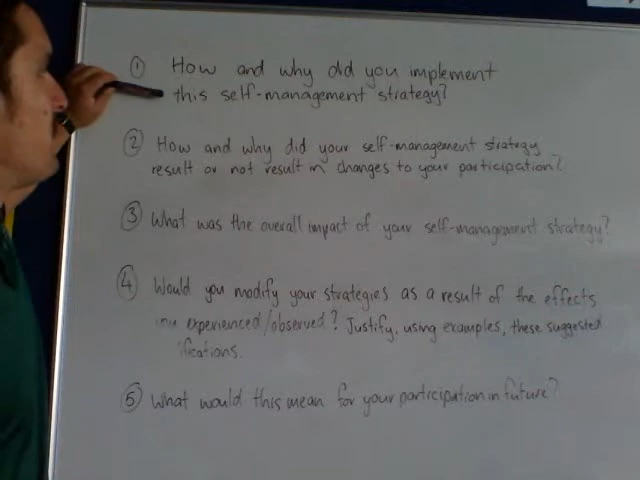 ① How and why did you implement
this self-management strategy?
② How and why did your self-management strategy
result or not result in changes to your participation?
③ What was the overall impact of your self-management strategy?
④ Would you modify your strategies as a result of the effects
you experienced/observed? Justify, using examples, these suggested
ifications.
⑤ What would this mean for your participation in future?